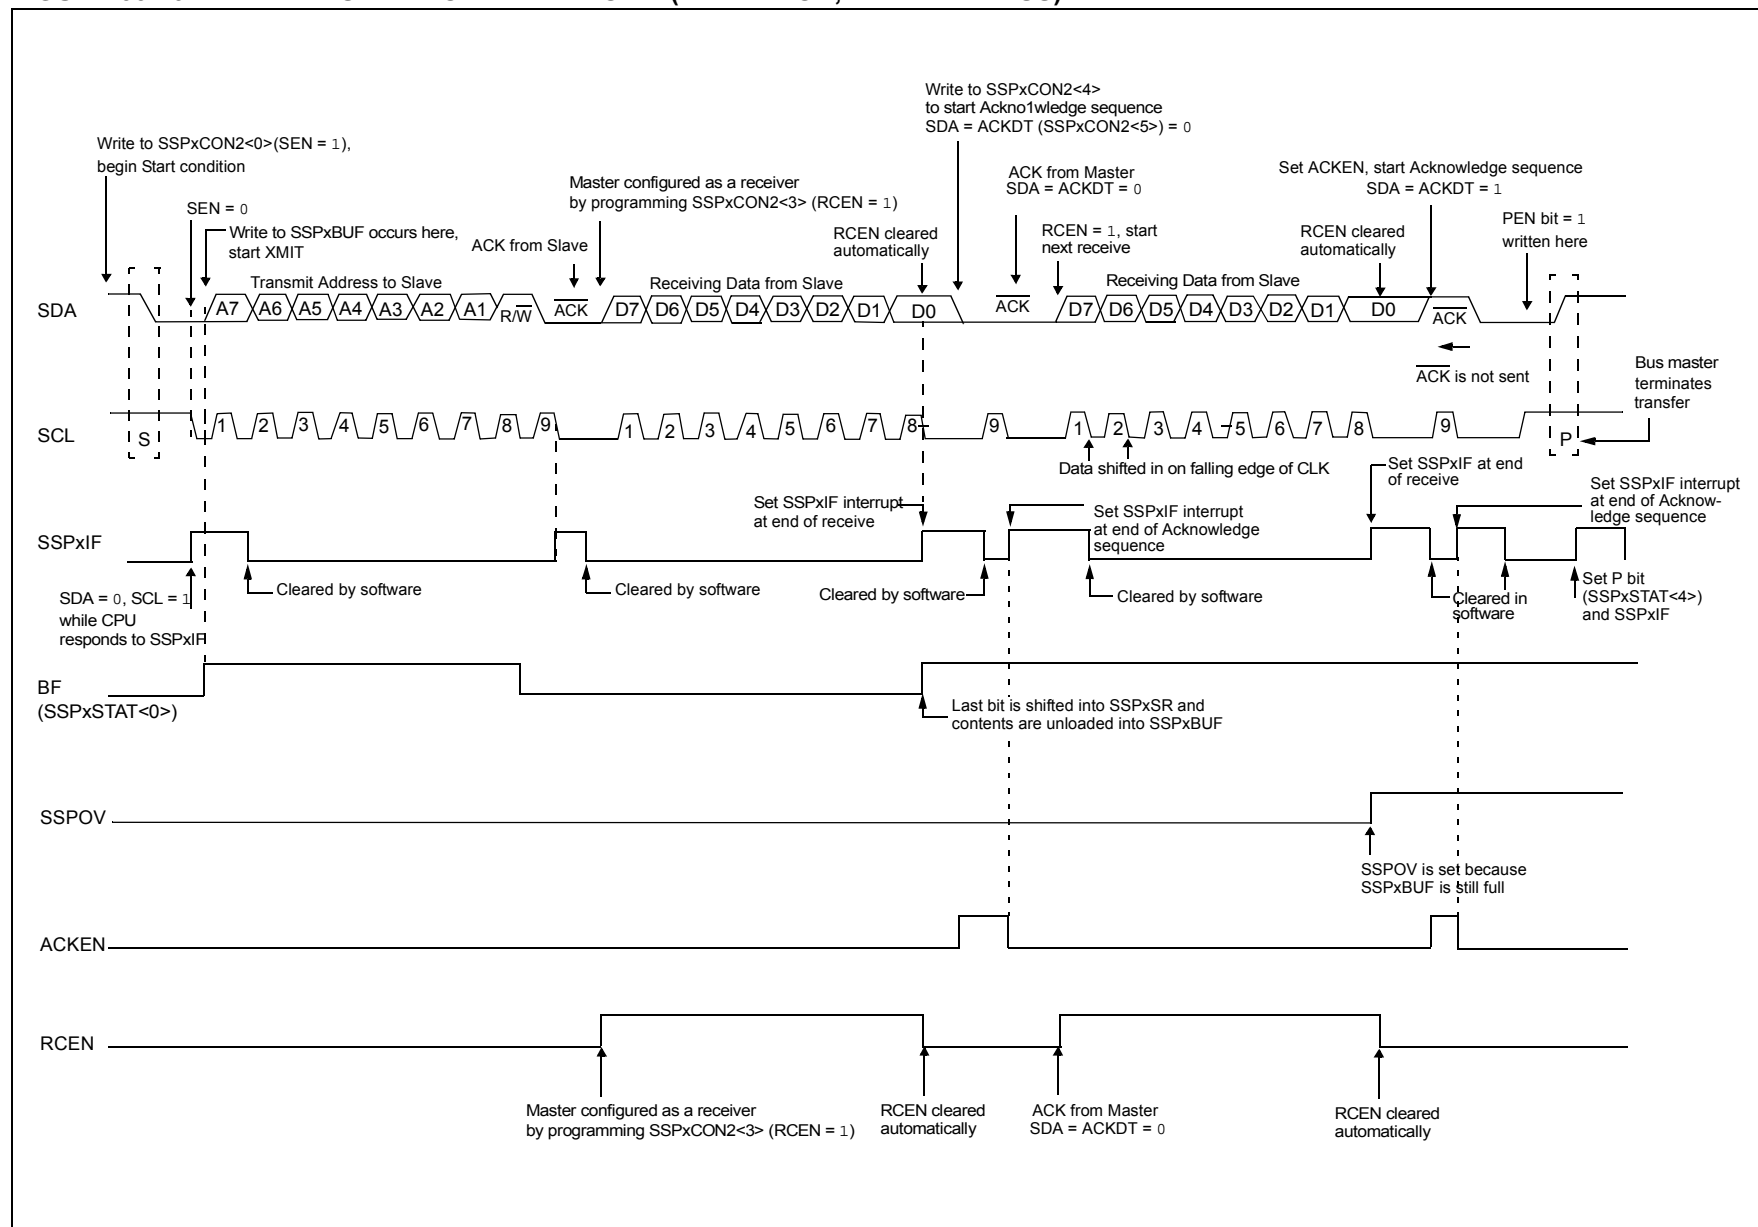 Write to SSPxCON2<4>
to start Ackno1wledge sequence
SDA = ACKDT (SSPxCON2<5>) = 0
Write to SSPxCON2<0>(SEN = 1),
begin Start condition
ACK from Master
SDA = ACKDT = 0
Set ACKEN, start Acknowledge sequence
SDA = ACKDT = 1
Master configured as a receiver
by programming SSPxCON2<3> (RCEN = 1)
SEN = 0
PEN bit = 1
written here
Write to SSPxBUF occurs here,
start XMIT
ACK from Slave
RCEN cleared
automatically
RCEN = 1, start
next receive
RCEN cleared
automatically
Transmit Address to Slave
Receiving Data from Slave
Receiving Data from Slave
SDA
A7 A6 A5 A4 A3 A2 A1 R/W ACK D7 D6 D5 D4 D3 D2 D1 D0 ACK D7 D6 D5 D4 D3 D2 D1 D0 ACK
ACK is not sent
Bus master
terminates
transfer
SCL
S 1 2 3 4 5 6 7 8 9 1 2 3 4 5 6 7 8 9 1 2 3 4 5 6 7 8 9 P
Data shifted in on falling edge of CLK
Set SSPxIF at end
of receive
Set SSPxIF interrupt
at end of receive
Set SSPxIF interrupt
at end of Acknowledge
sequence
Set SSPxIF interrupt
at end of Acknow-
ledge sequence
SSPxIF
SDA = 0, SCL = 1
while CPU
responds to SSPxIF
Cleared by software
Cleared by software
Cleared by software
Cleared by software
Cleared in
software
Set P bit
(SSPxSTAT<4>)
and SSPxIF
BF
(SSPxSTAT<0>)
Last bit is shifted into SSPxSR and
contents are unloaded into SSPxBUF
SSPOV
SSPOV is set because
SSPxBUF is still full
ACKEN
RCEN
Master configured as a receiver
by programming SSPxCON2<3> (RCEN = 1)
RCEN cleared
automatically
ACK from Master
SDA = ACKDT = 0
RCEN cleared
automatically